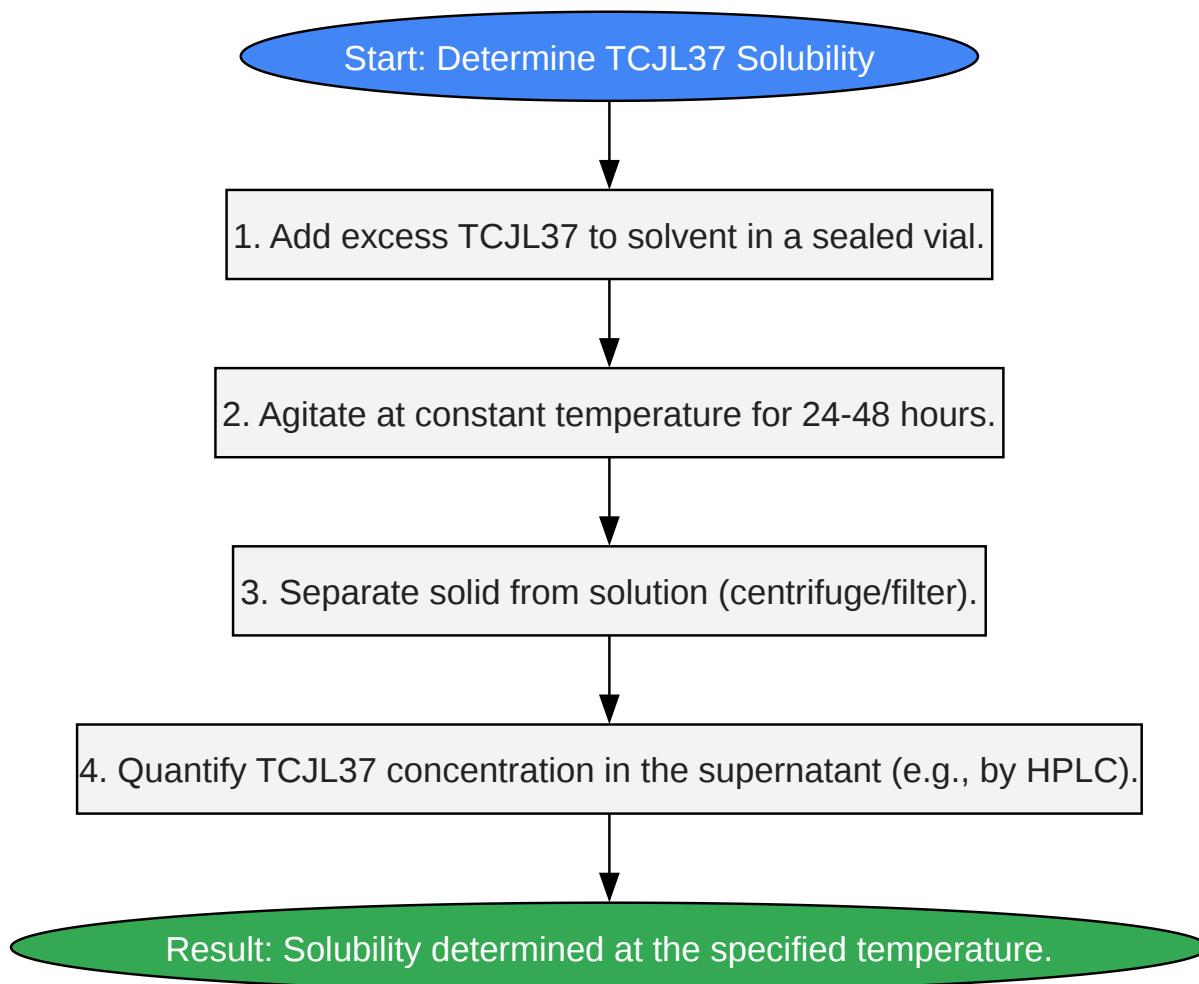 Start: Determine TCJL37 Solubility
1. Add excess TCJL37 to solvent in a sealed vial.
2. Agitate at constant temperature for 24-48 hours.
3. Separate solid from solution (centrifuge/filter).
4. Quantify TCJL37 concentration in the supernatant (e.g., by HPLC).
Result: Solubility determined at the specified temperature.